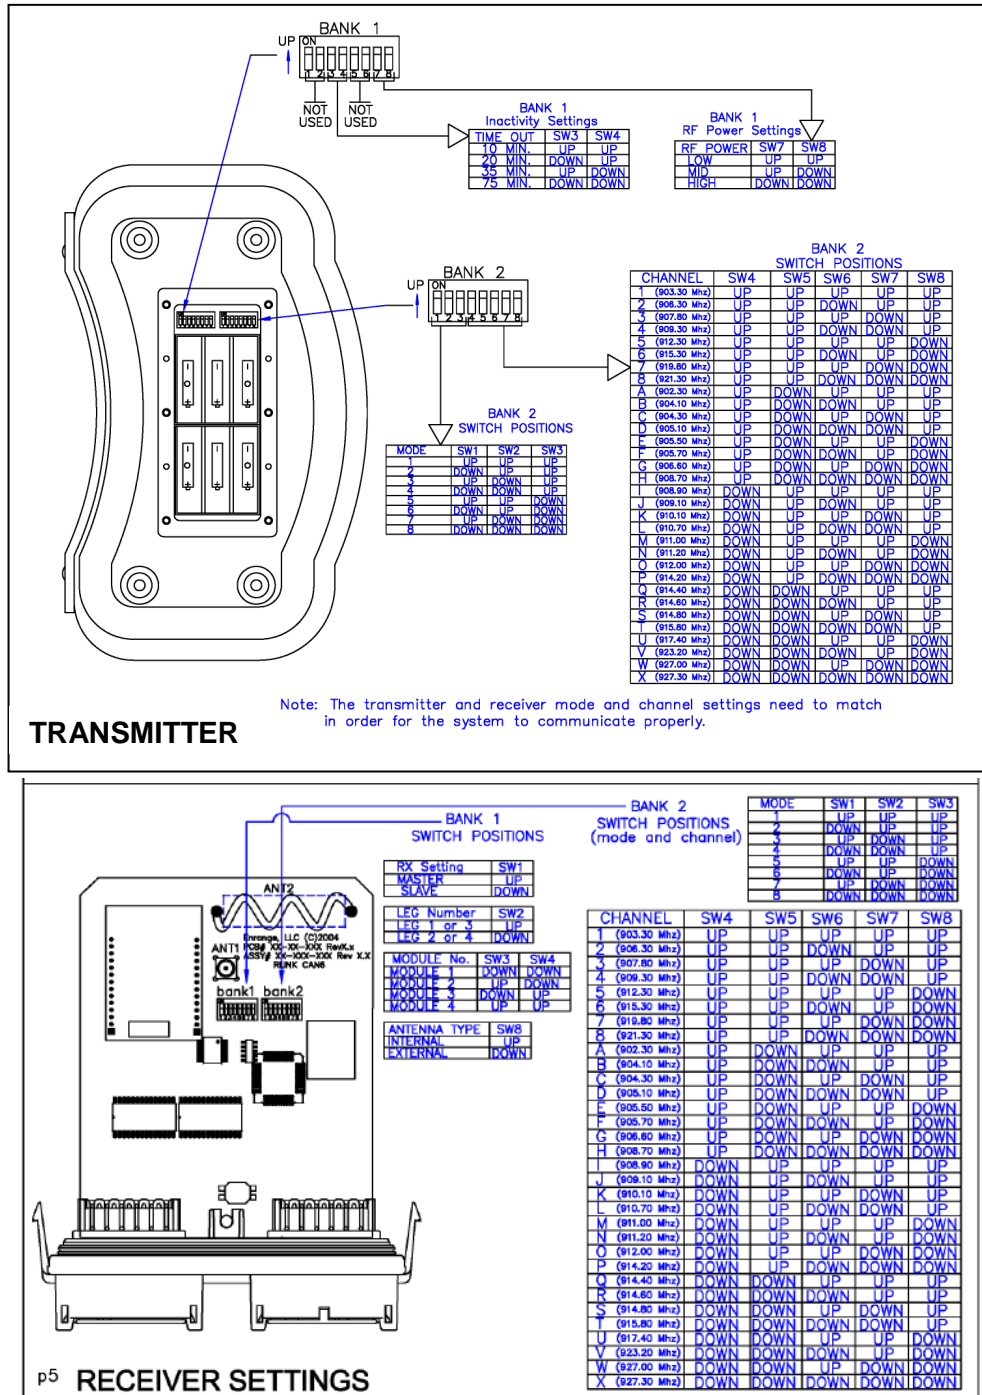 BANK 1
UP
ON
1 2 3 4 5 6 7 8
NOT USED
NOT USED
BANK 1
Inactivity Settings
TIME OUT SW3 SW4
10 MIN. UP UP
20 MIN. DOWN UP
35 MIN. UP DOWN
75 MIN. DOWN DOWN
BANK 1
RF Power Settings
RF POWER SW7 SW8
LOW UP UP
MID UP DOWN
HIGH DOWN DOWN
BANK 2
UP
ON
1 2 3 4 5 6 7 8
BANK 2
SWITCH POSITIONS
MODE SW1 SW2 SW3
1 UP UP UP
2 DOWN UP UP
3 UP DOWN UP
4 DOWN DOWN UP
5 UP UP DOWN
6 DOWN UP DOWN
7 UP DOWN DOWN
8 DOWN DOWN DOWN
BANK 2
SWITCH POSITIONS
CHANNEL SW4 SW5 SW6 SW7 SW8
1 (903.30 Mhz) UP UP UP UP UP
2 (906.30 Mhz) UP UP DOWN UP UP
3 (907.80 Mhz) UP UP UP DOWN UP
4 (909.30 Mhz) UP UP DOWN DOWN UP
5 (912.30 Mhz) UP UP UP UP DOWN
6 (915.30 Mhz) UP UP DOWN UP DOWN
7 (919.80 Mhz) UP UP UP DOWN DOWN
8 (921.30 Mhz) UP UP DOWN DOWN DOWN
A (902.30 Mhz) UP DOWN UP UP UP
B (904.10 Mhz) UP DOWN DOWN UP UP
C (904.30 Mhz) UP DOWN UP DOWN UP
D (905.10 Mhz) UP DOWN DOWN DOWN UP
E (905.50 Mhz) UP DOWN UP UP DOWN
F (905.70 Mhz) UP DOWN DOWN UP DOWN
G (906.60 Mhz) UP DOWN UP DOWN DOWN
H (908.70 Mhz) UP DOWN DOWN DOWN DOWN
I (908.90 Mhz) DOWN UP UP UP UP
J (909.10 Mhz) DOWN UP DOWN UP UP
K (910.10 Mhz) DOWN UP UP DOWN UP
L (910.70 Mhz) DOWN UP DOWN DOWN UP
M (911.00 Mhz) DOWN UP UP UP DOWN
N (911.20 Mhz) DOWN UP DOWN UP DOWN
O (912.00 Mhz) DOWN UP UP DOWN DOWN
P (914.20 Mhz) DOWN UP DOWN DOWN DOWN
Q (914.40 Mhz) DOWN DOWN UP UP UP
R (914.60 Mhz) DOWN DOWN DOWN UP UP
S (914.80 Mhz) DOWN DOWN UP DOWN UP
T (915.80 Mhz) DOWN DOWN DOWN DOWN UP
U (917.40 Mhz) DOWN DOWN UP UP DOWN
V (923.20 Mhz) DOWN DOWN DOWN UP DOWN
W (927.00 Mhz) DOWN DOWN UP DOWN DOWN
X (927.30 Mhz) DOWN DOWN DOWN DOWN DOWN
Note: The transmitter and receiver mode and channel settings need to match
in order for the system to communicate properly.
TRANSMITTER
BANK 1
SWITCH POSITIONS
BANK 2
SWITCH POSITIONS
(mode and channel)
MODE SW1 SW2 SW3
1 UP UP UP
2 DOWN UP UP
3 UP DOWN UP
4 DOWN DOWN UP
5 UP UP DOWN
6 DOWN UP DOWN
7 UP DOWN DOWN
8 DOWN DOWN DOWN
RX Setting SW1
MASTER UP
SLAVE DOWN
LEG Number SW2
LEG 1 or 3 UP
LEG 2 or 4 DOWN
MODULE No. SW3 SW4
MODULE 1 DOWN DOWN
MODULE 2 UP DOWN
MODULE 3 DOWN UP
MODULE 4 UP UP
ANTENNA TYPE SW8
INTERNAL UP
EXTERNAL DOWN
ANT2
Enrange, LLC (C)2004
PCB# XX-XX-XXX RevX.x
ASSY# XX-XXX-XXX Rev X.X
RLINK CAN6
ANT1
bank1 bank2
CHANNEL SW4 SW5 SW6 SW7 SW8
1 (903.30 Mhz) UP UP UP UP UP
2 (906.30 Mhz) UP UP DOWN UP UP
3 (907.80 Mhz) UP UP UP DOWN UP
4 (909.30 Mhz) UP UP DOWN DOWN UP
5 (912.30 Mhz) UP UP UP UP DOWN
6 (915.30 Mhz) UP UP DOWN UP DOWN
7 (919.80 Mhz) UP UP UP DOWN DOWN
8 (921.30 Mhz) UP UP DOWN DOWN DOWN
A (902.30 Mhz) UP DOWN UP UP UP
B (904.10 Mhz) UP DOWN DOWN UP UP
C (904.30 Mhz) UP DOWN UP DOWN UP
D (905.10 Mhz) UP DOWN DOWN DOWN UP
E (905.50 Mhz) UP DOWN UP UP DOWN
F (905.70 Mhz) UP DOWN DOWN UP DOWN
G (906.60 Mhz) UP DOWN UP DOWN DOWN
H (908.70 Mhz) UP DOWN DOWN DOWN DOWN
I (908.90 Mhz) DOWN UP UP UP UP
J (909.10 Mhz) DOWN UP DOWN UP UP
K (910.10 Mhz) DOWN UP UP DOWN UP
L (910.70 Mhz) DOWN UP DOWN DOWN UP
M (911.00 Mhz) DOWN UP UP UP DOWN
N (911.20 Mhz) DOWN UP DOWN UP DOWN
O (912.00 Mhz) DOWN UP UP DOWN DOWN
P (914.20 Mhz) DOWN UP DOWN DOWN DOWN
Q (914.40 Mhz) DOWN DOWN UP UP UP
R (914.60 Mhz) DOWN DOWN DOWN UP UP
S (914.80 Mhz) DOWN DOWN UP DOWN UP
T (915.80 Mhz) DOWN DOWN DOWN DOWN UP
U (917.40 Mhz) DOWN DOWN UP UP DOWN
V (923.20 Mhz) DOWN DOWN DOWN UP DOWN
W (927.00 Mhz) DOWN DOWN UP DOWN DOWN
X (927.30 Mhz) DOWN DOWN DOWN DOWN DOWN
p5 RECEIVER SETTINGS